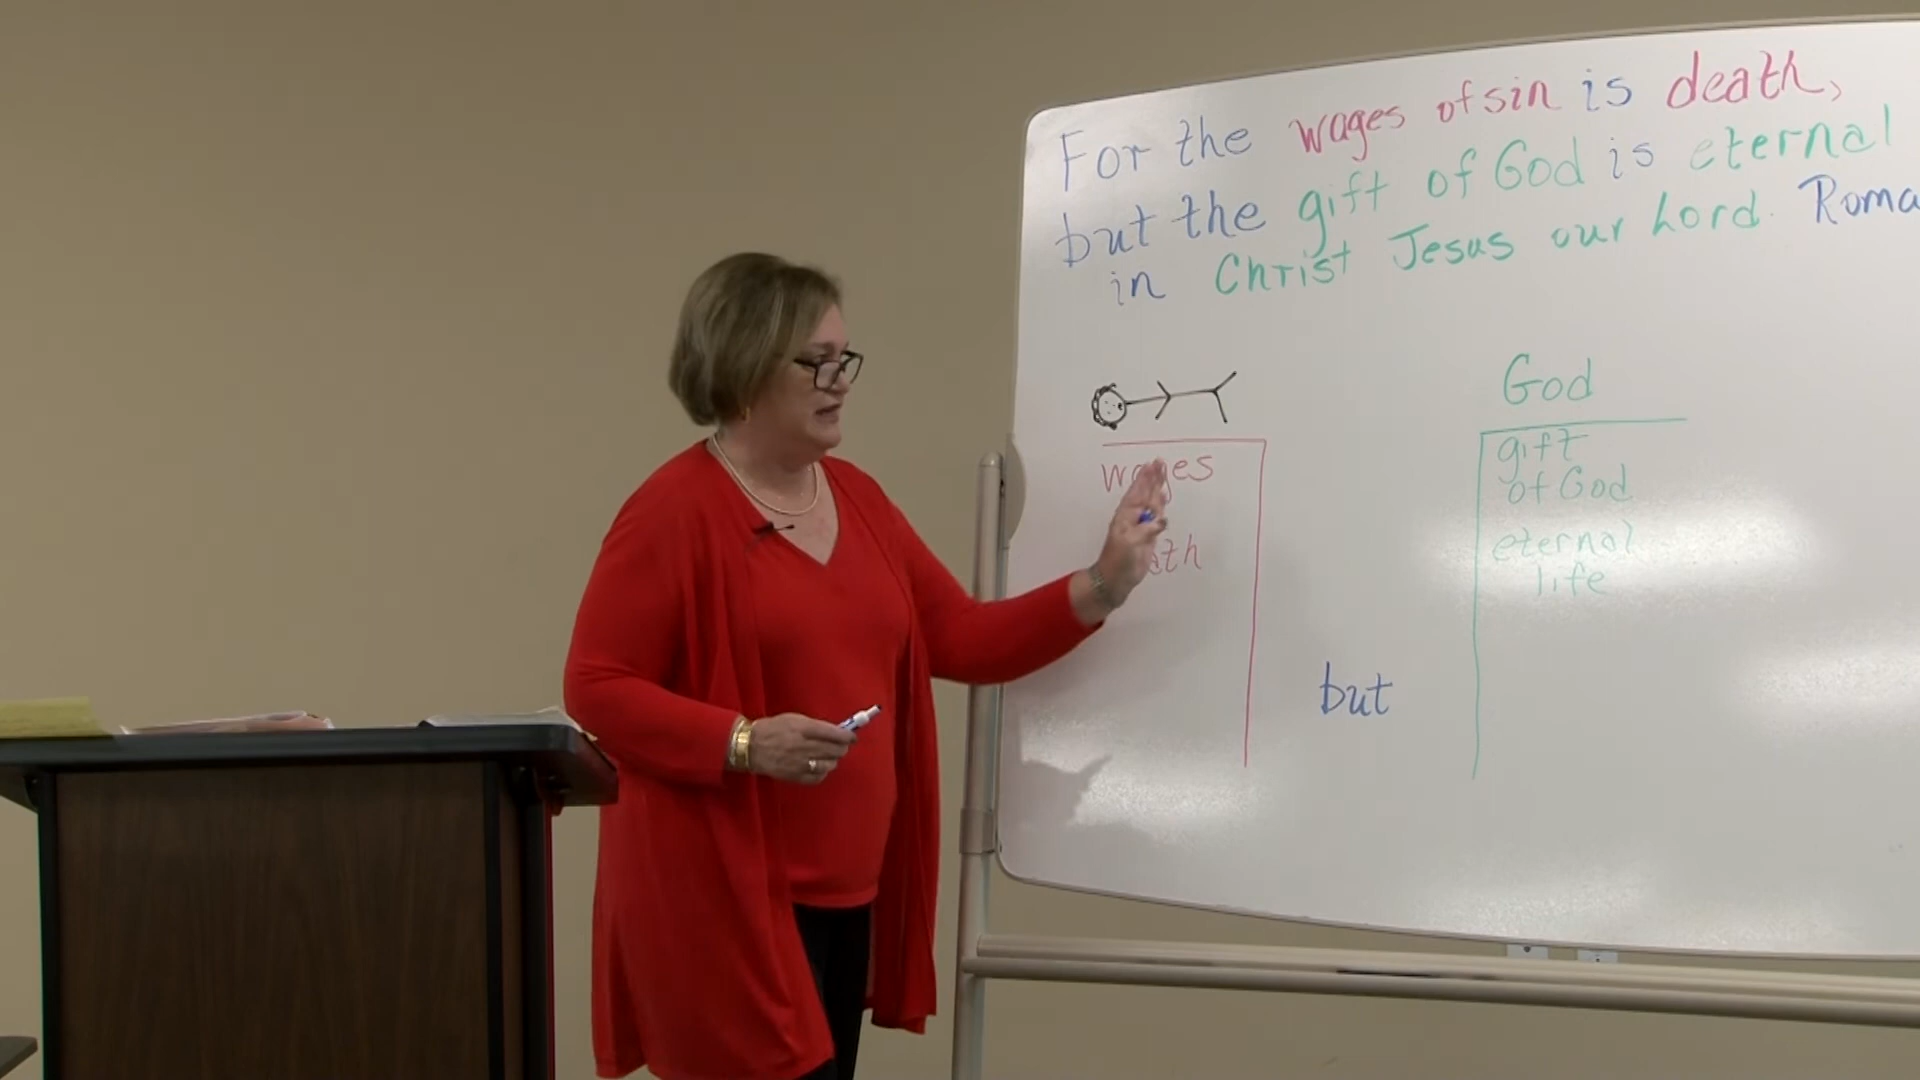 For the wages of sin is death,
but the gift of God is eternal
in Christ Jesus our Lord. Roma
God
wages
gift
of God
eternal
life
but